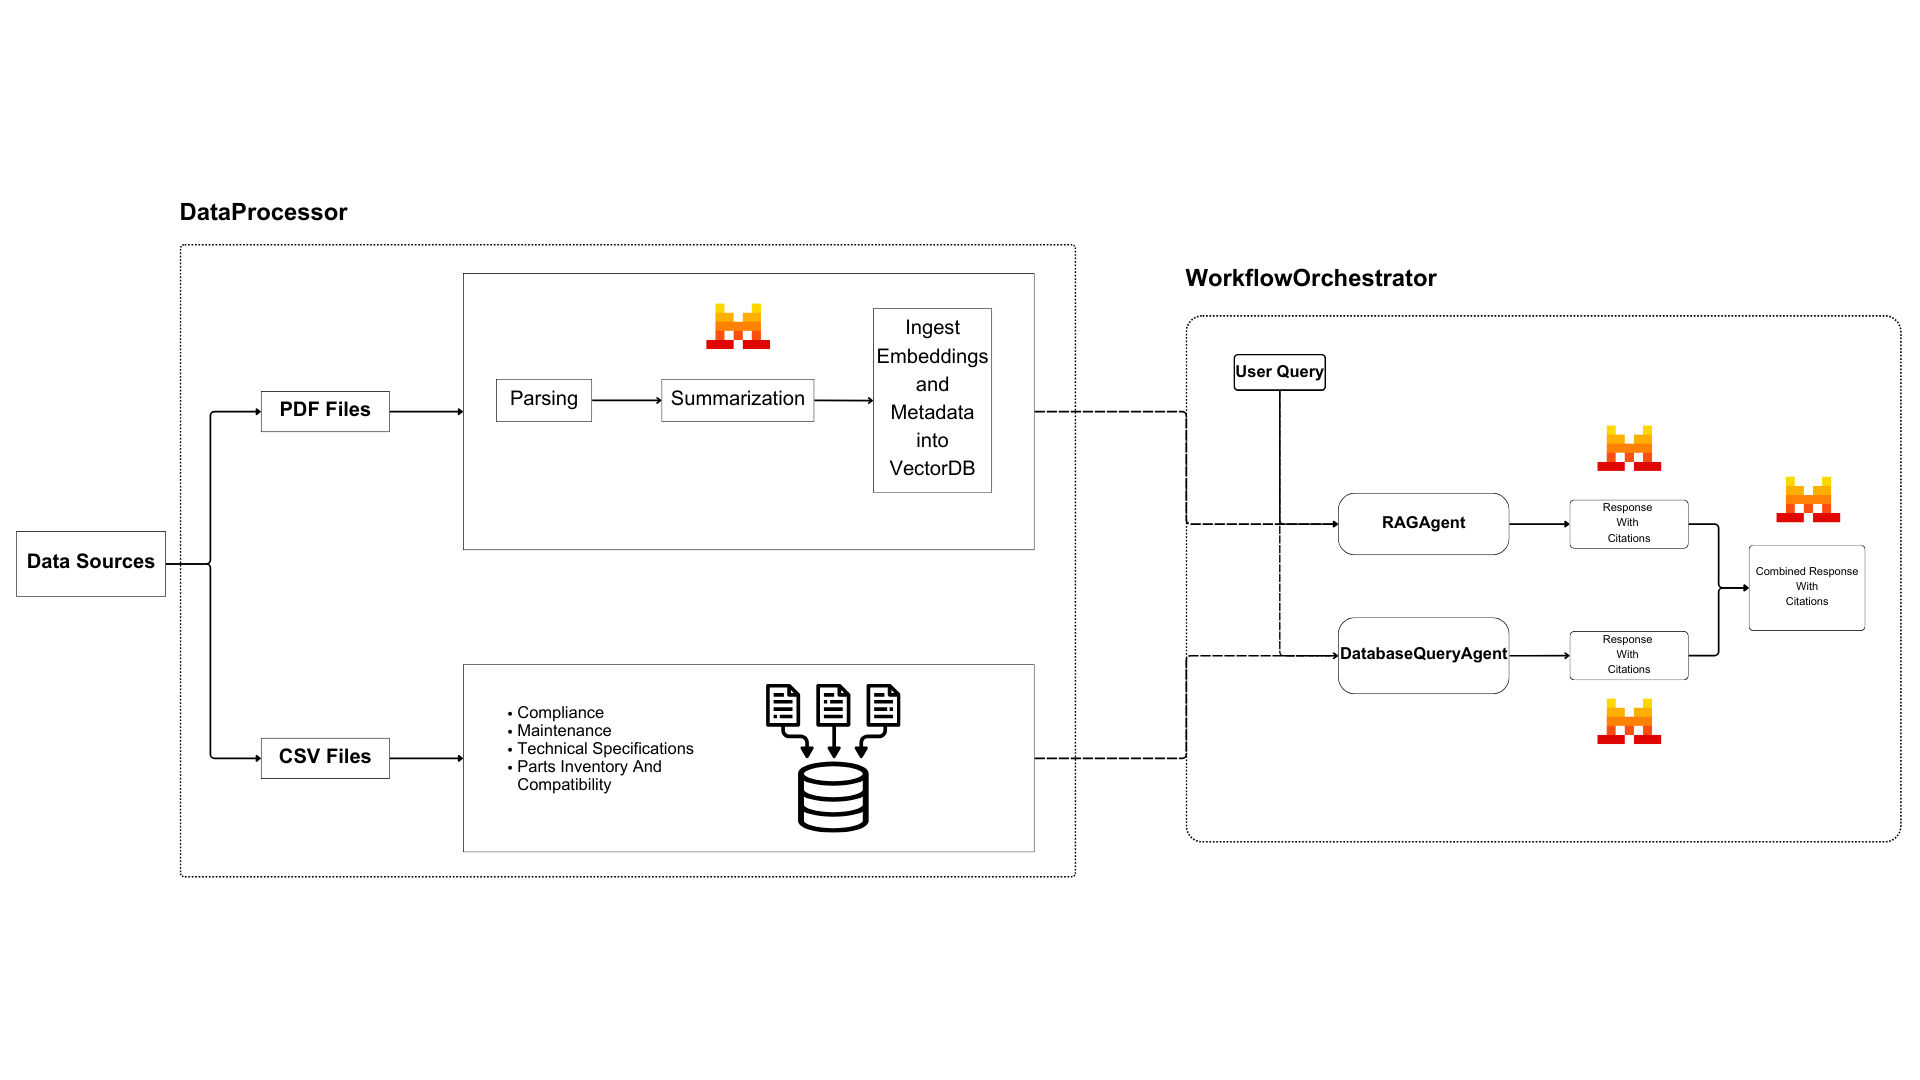 DataProcessor
WorkflowOrchestrator
Data Sources
PDF Files
CSV Files
Parsing
Summarization
Ingest
Embeddings
and
Metadata
into
VectorDB
• Compliance
• Maintenance
• Technical Specifications
• Parts Inventory And
Compatibility
User Query
RAGAgent
DatabaseQueryAgent
Response
With
Citations
Response
With
Citations
Combined Response
With
Citations